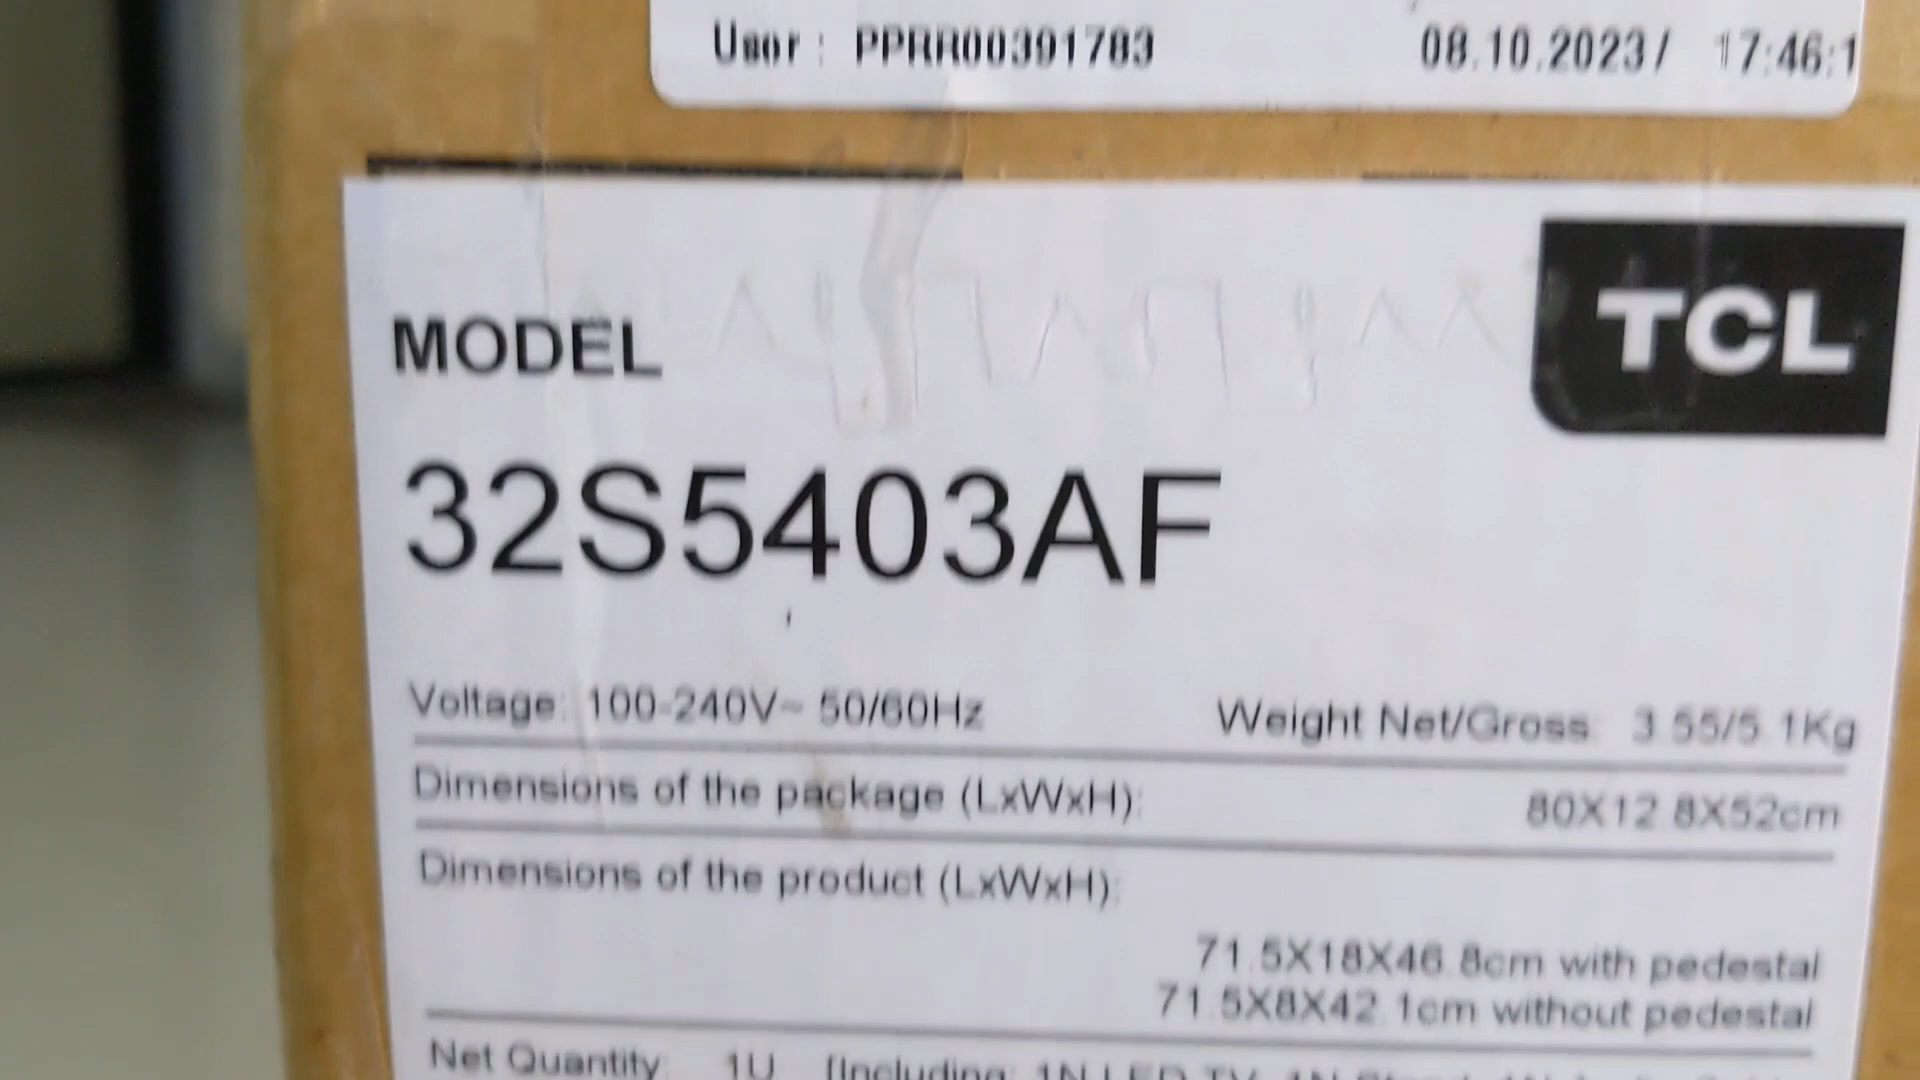 User : PPRR00391783 08.10.2023/ 17:46:1
TCL
MODEL
32S5403AF
Voltage: 100-240V~ 50/60Hz Weight Net/Gross: 3.55/5.1Kg
Dimensions of the package (LxWxH): 80X12.8X52cm
Dimensions of the product (LxWxH):
71.5X18X46.8cm with pedestal
71.5X8X42.1cm without pedestal
Net Quantity 1U [Including: 1N LED TV, 1N Stand,